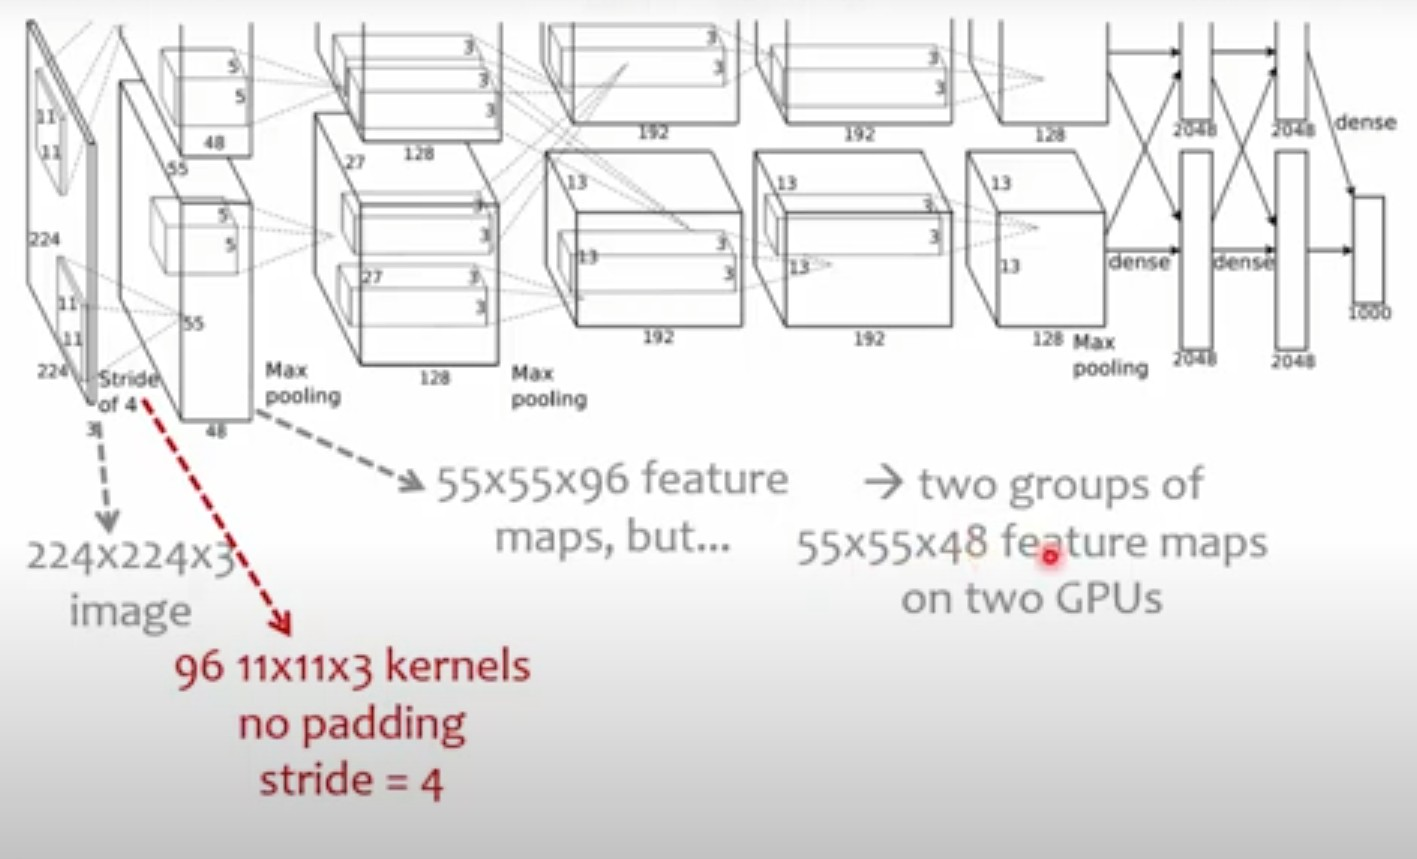 11
11
224
11
11
224
3
Stride
of 4
5
5
48
55
5
5
55
48
Max
pooling
3
3
3
128
27
3
3
27
3
3
128
Max
pooling
3
3
192
13
3
3
13
192
3
3
192
13
3
3
13
192
128
13
13
128
Max
pooling
2048
2048
dense
dense
dense
2048
2048
1000
55x55x96 feature
maps, but...
→ two groups of
55x55x48 feature maps
on two GPUs
224x224x3
image
96 11x11x3 kernels
no padding
stride = 4